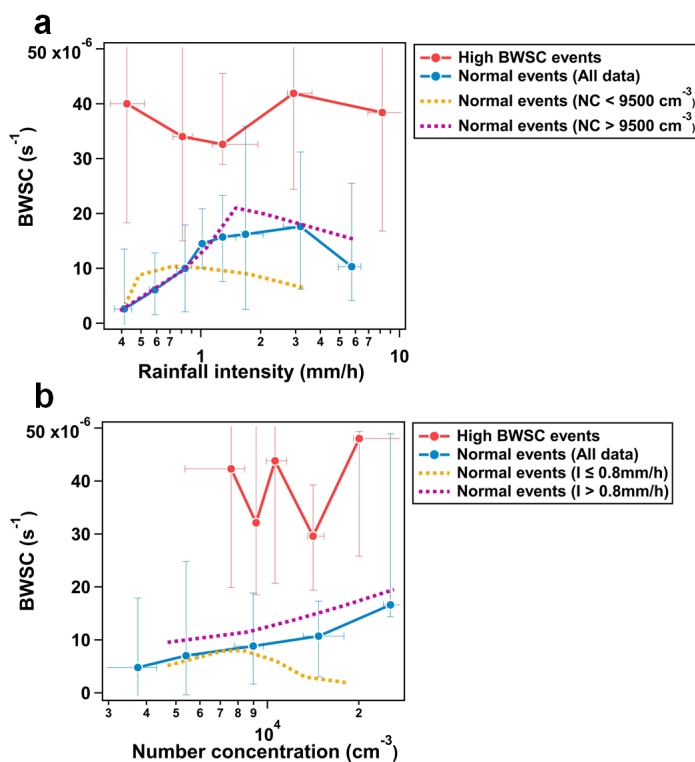 a
50 x10-6
40
30
20
10
0
BWSC (s-1)
4 5 6 7 1 2 3 4 5 6 7 10
Rainfall intensity (mm/h)
High BWSC events
Normal events (All data)
Normal events (NC < 9500 cm-3)
Normal events (NC > 9500 cm-3)
b
50 x10-6
40
30
20
10
0
BWSC (s-1)
3 4 5 6 7 8 9 104 2
Number concentration (cm-3)
High BWSC events
Normal events (All data)
Normal events (I ≤ 0.8mm/h)
Normal events (I > 0.8mm/h)